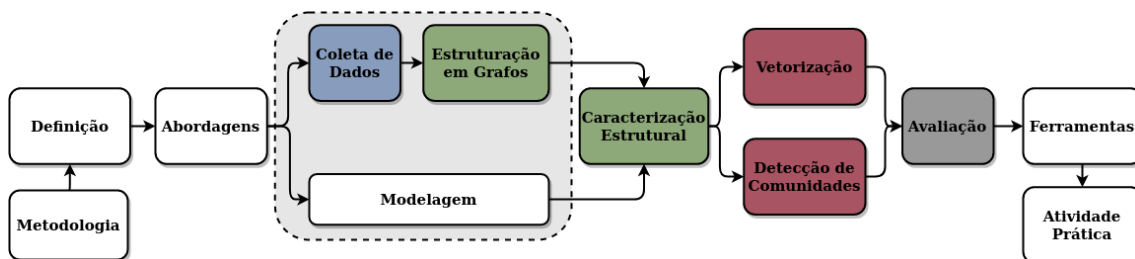 Metodologia
Definição
Abordagens
Coleta de
Dados
Estruturação
em Grafos
Modelagem
Caracterização
Estrutural
Vetorização
Detecção de
Comunidades
Avaliação
Ferramentas
Atividade
Prática